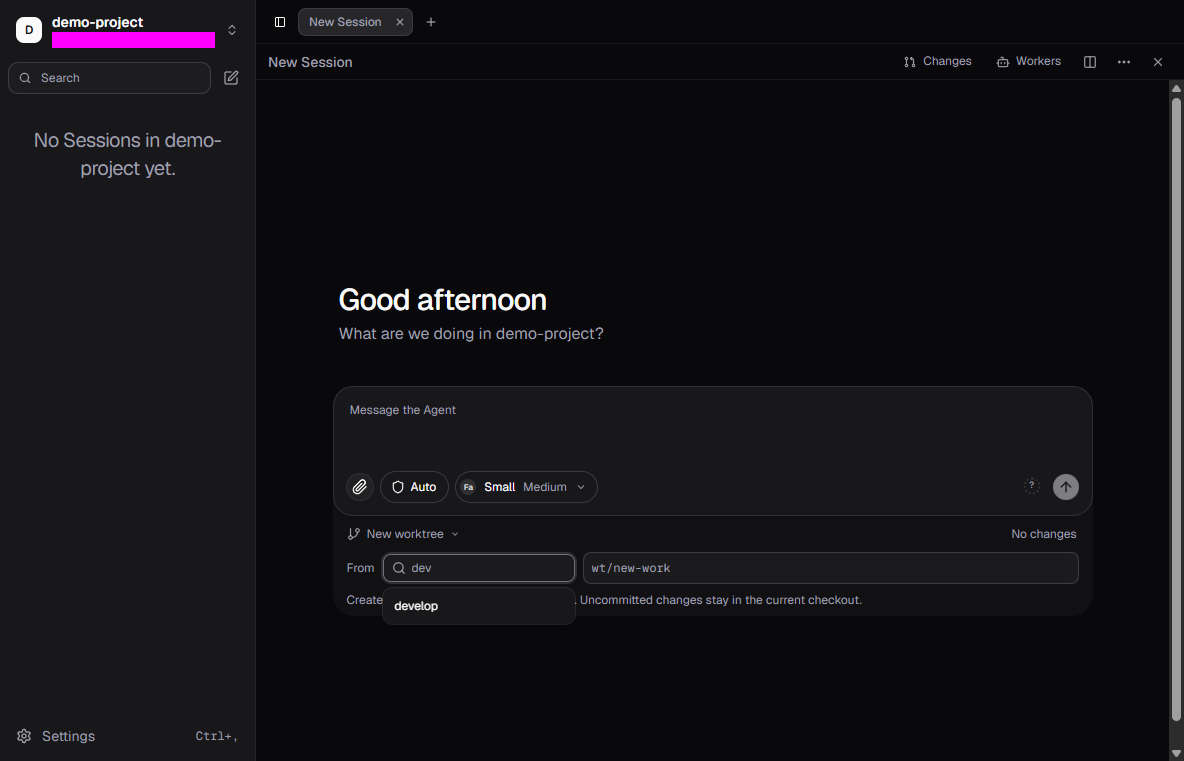 D
demo-project
Search
No Sessions in demo-
project yet.
Settings
Ctrl+,
New Session
New Session
Changes
Workers
Good afternoon
What are we doing in demo-project?
Message the Agent
Auto
Fa
Small
Medium
?
New worktree
No changes
From
dev
wt/new-work
Create
. Uncommitted changes stay in the current checkout.
develop